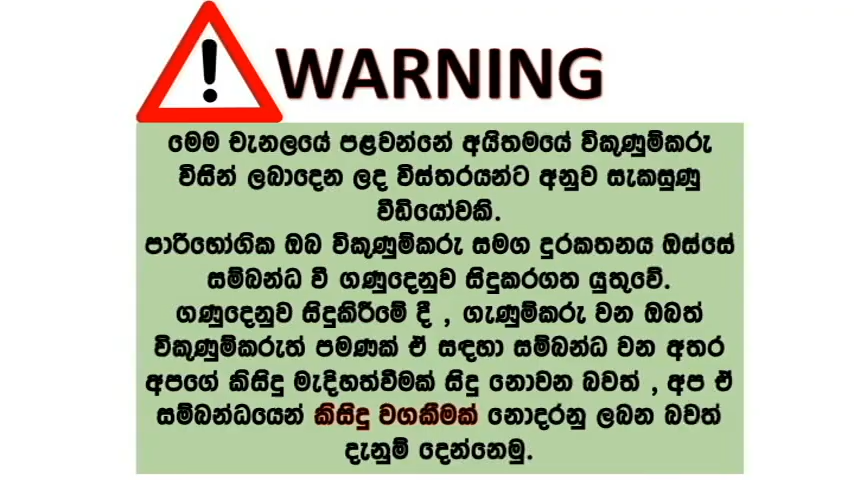 WARNING
මෙම චැනලයේ පළවන්නේ අයිතමයේ විකුණුම්කරු
විසින් ලබාදෙන ලද විස්තරයන්ට අනුව සැකසුණු
වීඩියෝවකි.
පාරිභෝගික ඔබ විකුණුම්කරු සමග දුරකතනය ඔස්සේ
සම්බන්ධ වී ගණුදෙනුව සිදුකරගත යුතුවේ.
ගණුදෙනුව සිදුකිරීමේ දී , ගැණුම්කරු වන ඔබත්
විකුණුම්කරුත් පමණක් ඒ සඳහා සම්බන්ධ වන අතර
අපගේ කිසිදු මැදිහත්වීමක් සිදු නොවන බවත් , අප ඒ
සම්බන්ධයෙන් කිසිදු වගකීමක් නොදරනු ලබන බවත්
දැනුම් දෙන්නෙමු.